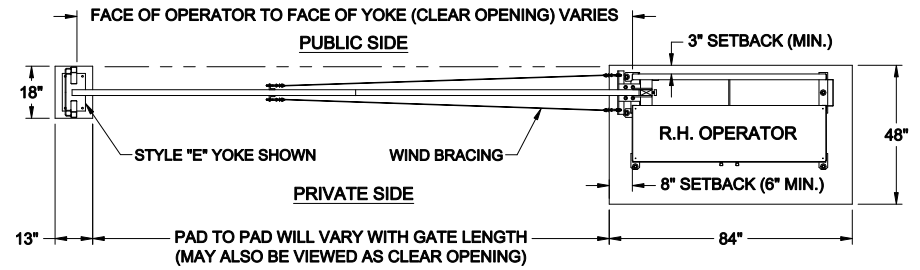 FACE OF OPERATOR TO FACE OF YOKE (CLEAR OPENING) VARIES
PUBLIC SIDE
3" SETBACK (MIN.)
18"
R.H. OPERATOR
48"
STYLE "E" YOKE SHOWN
WIND BRACING
8" SETBACK (6" MIN.)
PRIVATE SIDE
13"
PAD TO PAD WILL VARY WITH GATE LENGTH
84"
(MAY ALSO BE VIEWED AS CLEAR OPENING)